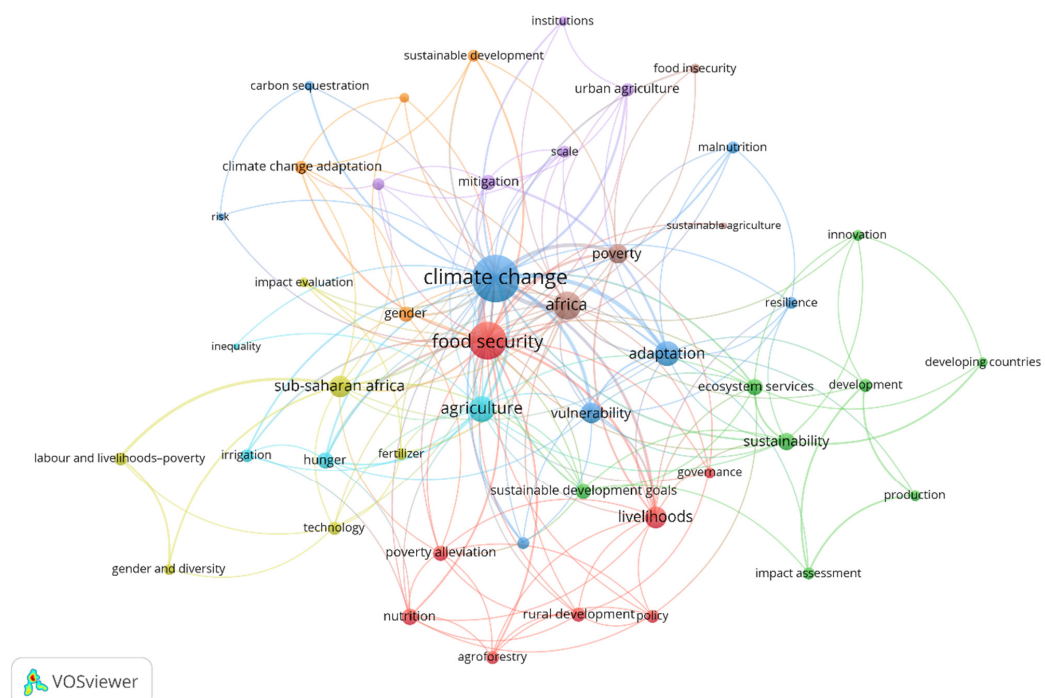 institutions
sustainable development
food insecurity
carbon sequestration
urban agriculture
malnutrition
scale
climate change adaptation
mitigation
risk
sustainable agriculture
innovation
poverty
climate change
impact evaluation
resilience
africa
gender
food security
inequality
adaptation
developing countries
sub-saharan africa
ecosystem services
development
agriculture
vulnerability
sustainability
labour and livelihoods–poverty
irrigation
hunger
fertilizer
governance
sustainable development goals
production
livelihoods
technology
poverty alleviation
gender and diversity
impact assessment
nutrition
rural development
policy
agroforestry
VOSviewer